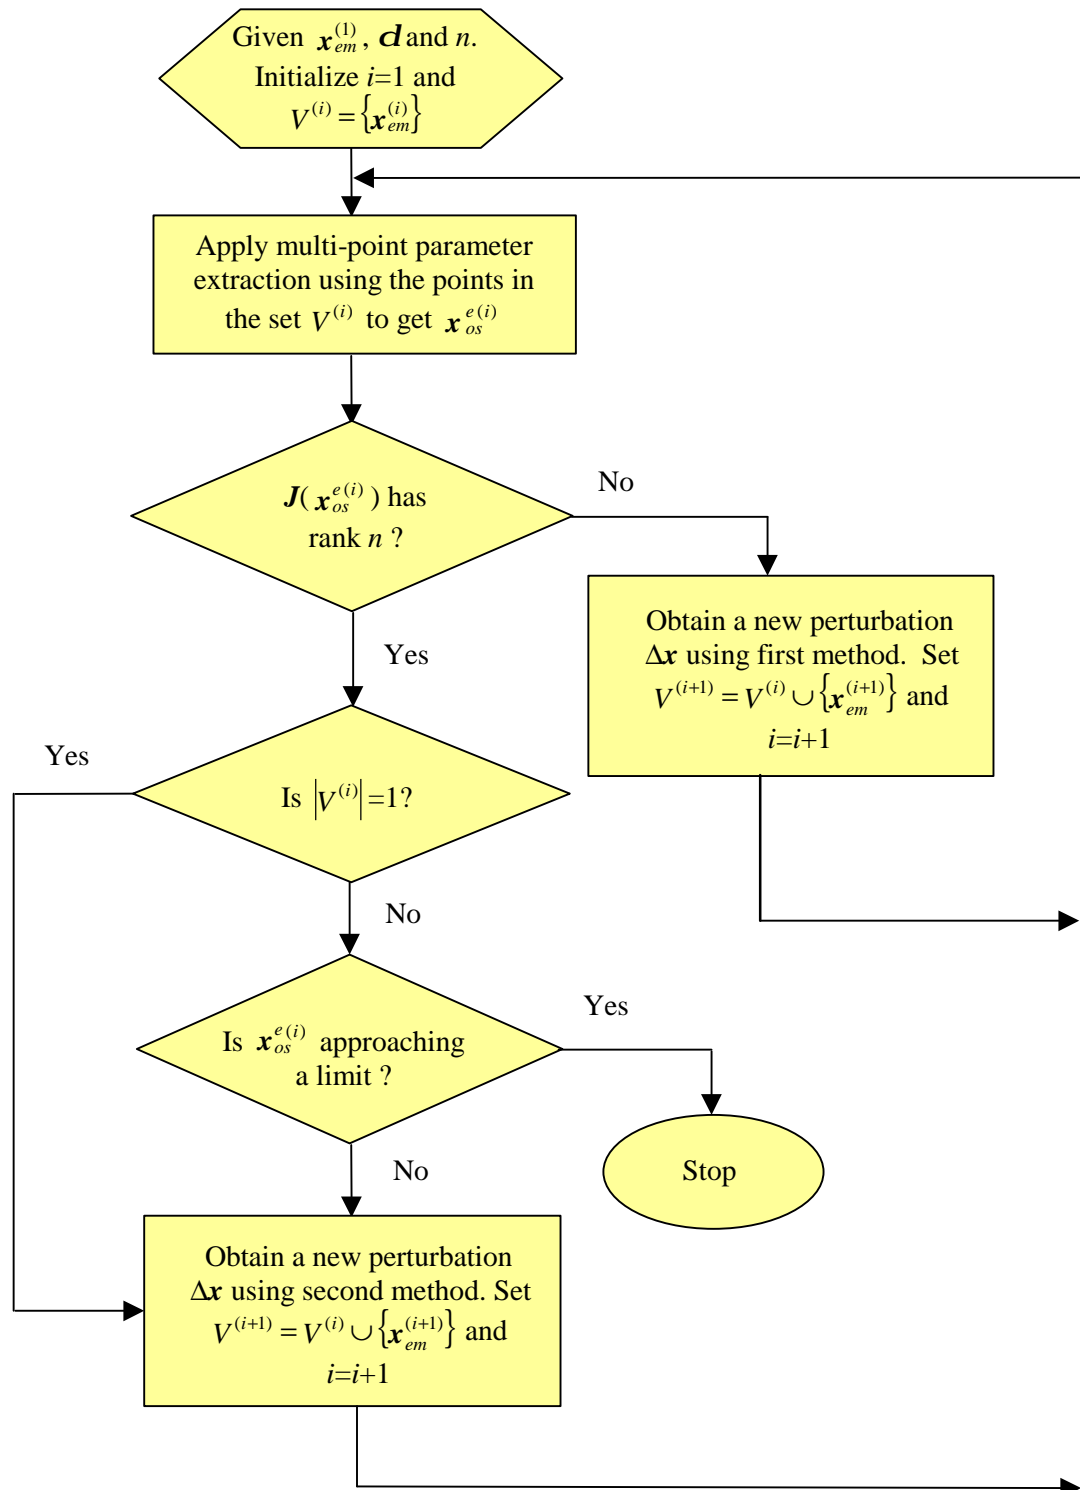 Given x_em^(1), d and n.
Initialize i=1 and
V^(i) = {x_em^(i)}
Apply multi-point parameter
extraction using the points in
the set V^(i) to get x_os^e(i)
J( x_os^e(i) ) has
rank n ?
No
Yes
Obtain a new perturbation
Δx using first method. Set
V^(i+1) = V^(i) ∪ {x_em^(i+1)} and
i=i+1
Is |V^(i)| =1?
Yes
No
Is x_os^e(i) approaching
a limit ?
Yes
No
Stop
Obtain a new perturbation
Δx using second method. Set
V^(i+1) = V^(i) ∪ {x_em^(i+1)} and
i=i+1